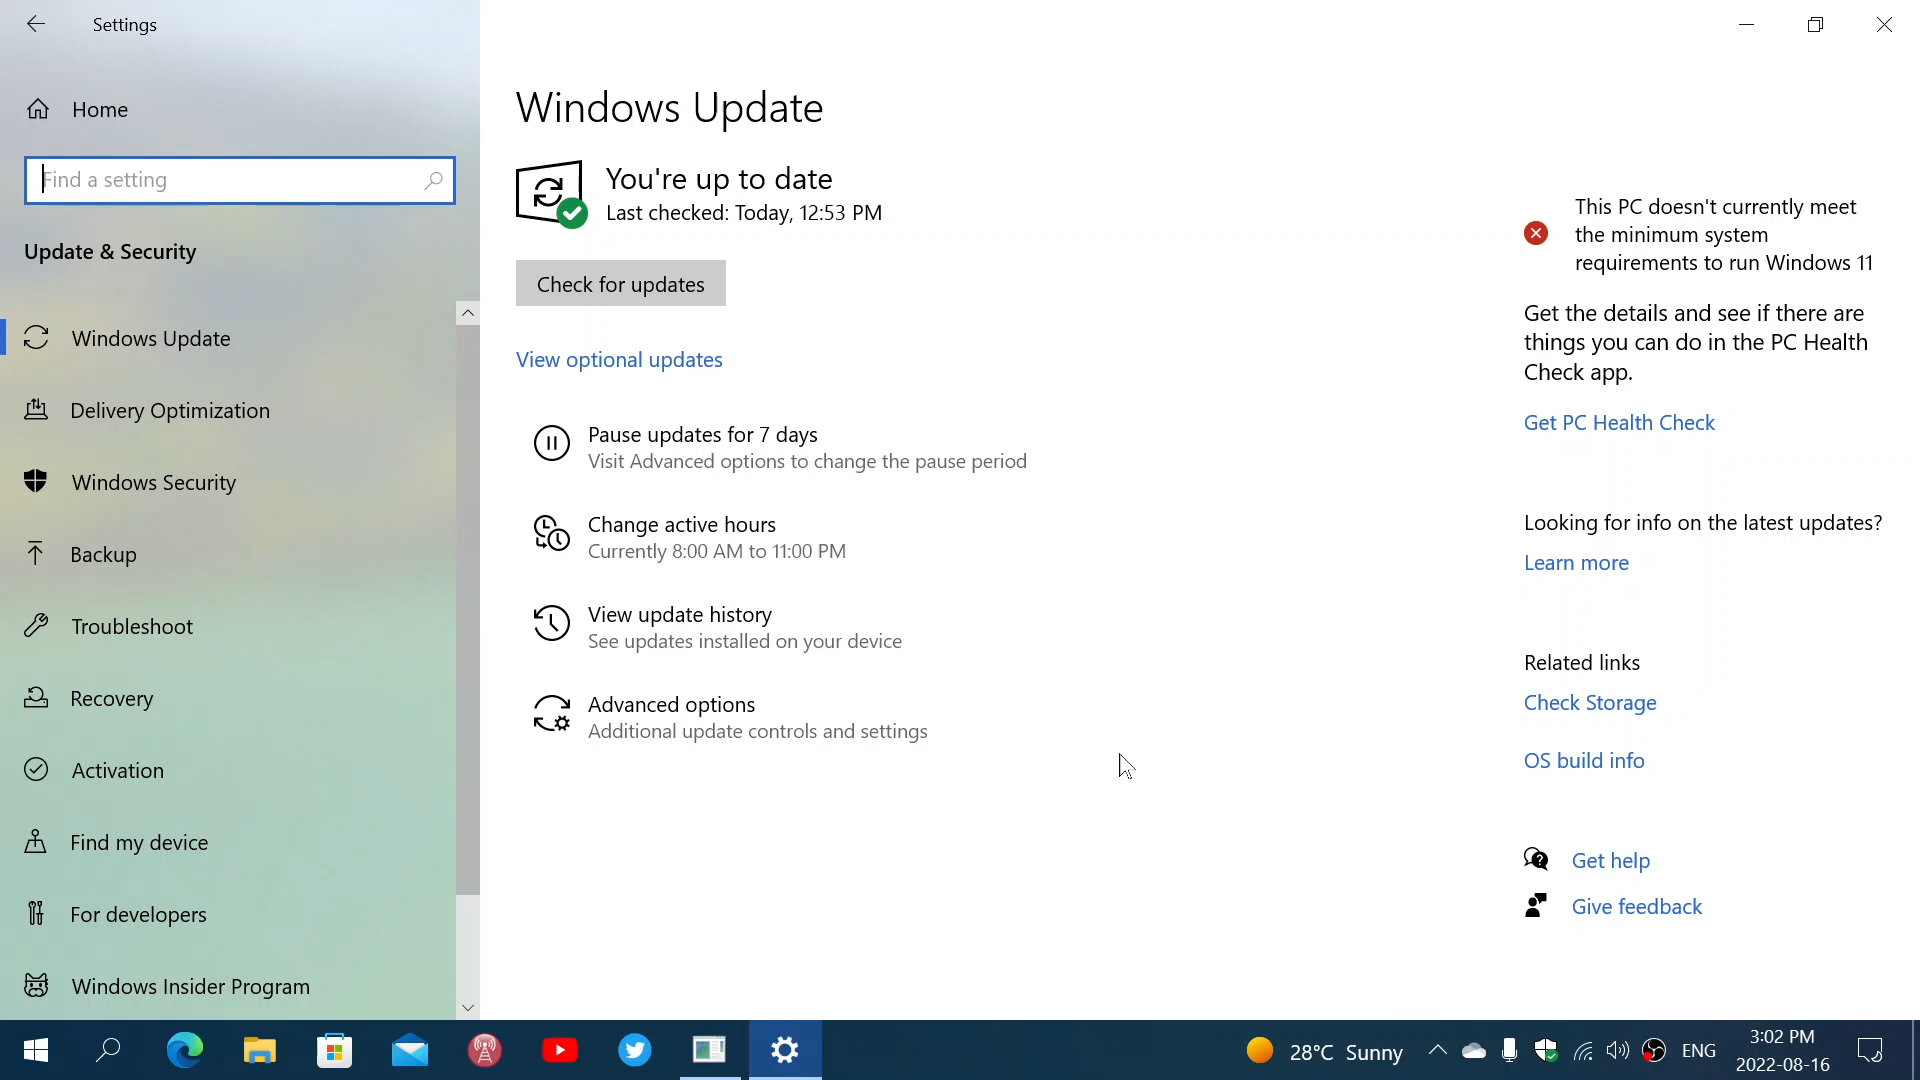 Settings
Home
Find a setting
Update & Security
Windows Update
Delivery Optimization
Windows Security
Backup
Troubleshoot
Recovery
Activation
Find my device
For developers
Windows Insider Program
Windows Update
You're up to date
Last checked: Today, 12:53 PM
Check for updates
View optional updates
Pause updates for 7 days
Visit Advanced options to change the pause period
Change active hours
Currently 8:00 AM to 11:00 PM
View update history
See updates installed on your device
Advanced options
Additional update controls and settings
This PC doesn't currently meet
the minimum system
requirements to run Windows 11
Get the details and see if there are
things you can do in the PC Health
Check app.
Get PC Health Check
Looking for info on the latest updates?
Learn more
Related links
Check Storage
OS build info
Get help
Give feedback
28°C Sunny
ENG
3:02 PM
2022-08-16